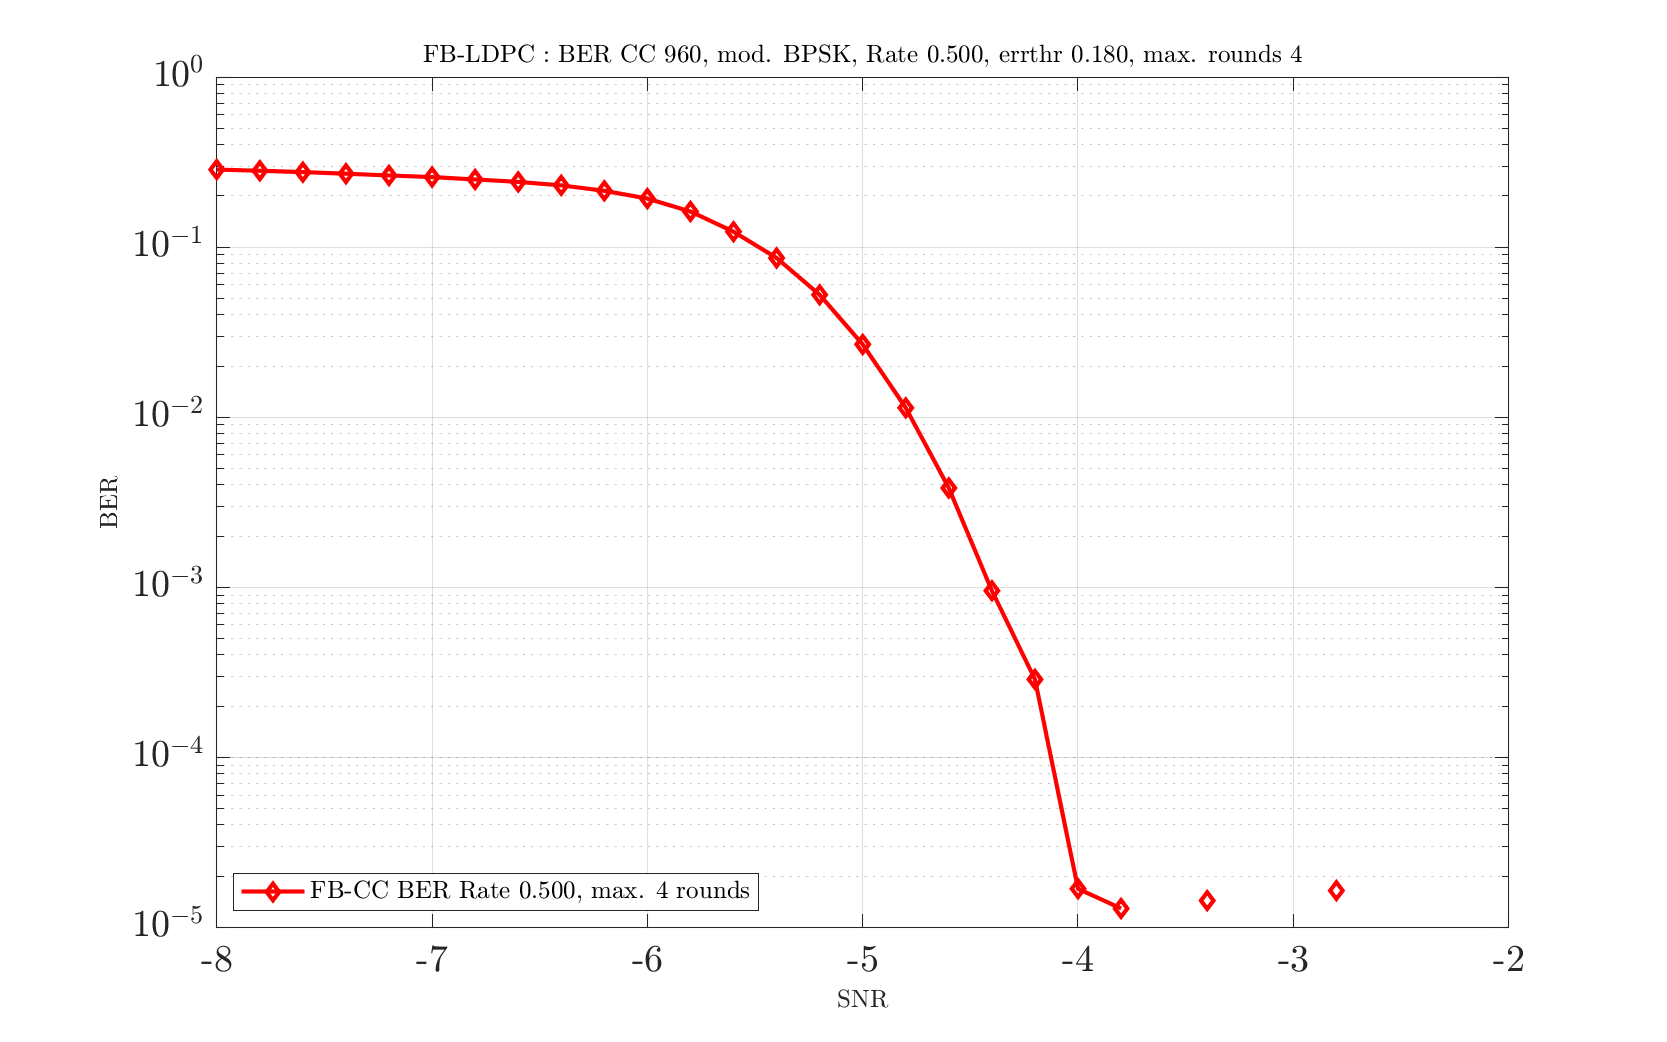 FB-LDPC : BER CC 960, mod. BPSK, Rate 0.500, errthr 0.180, max. rounds 4
10^0
10^{-1}
10^{-2}
10^{-3}
10^{-4}
10^{-5}
BER
FB-CC BER Rate 0.500, max. 4 rounds
-8 -7 -6 -5 -4 -3 -2
SNR